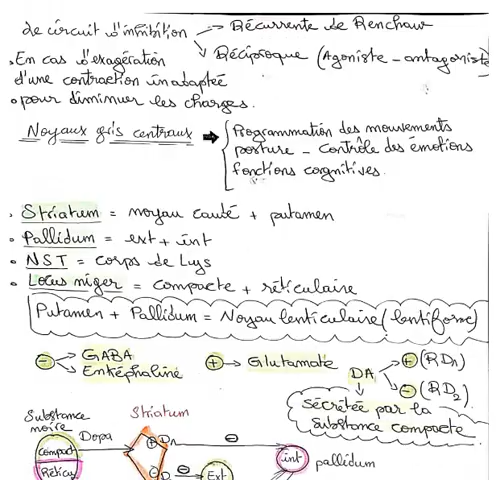 de circuit d'inhibition → Récurrente de Renchaw
↘ Réciproque (Agoniste - antagoniste
• En cas d'exagération
d'une contraction inadaptée
• pour diminuer les charges.
Noyaux gris centraux → Programmation des mouvements
posture - contrôle des émotions
fonctions cognitives.
• Striatum = noyau caudé + putamen
• Pallidum = ext + int
• NST = corps de Luys
• Locus niger = compacte + réticulaire
Putamen + Pallidum = Noyau lenticulaire (lentiforme)
⊖ → GABA
Enképhaline
⊕ → Glutamate
DA → ⊕ (RD1)
⊖ (RD2)
sécrétée par la
substance compacte
Substance
noire
Striatum
compact
Dopa
⊕ D1
⊖
int
pallidum
Réticu
⊖ D
⊖
Ext